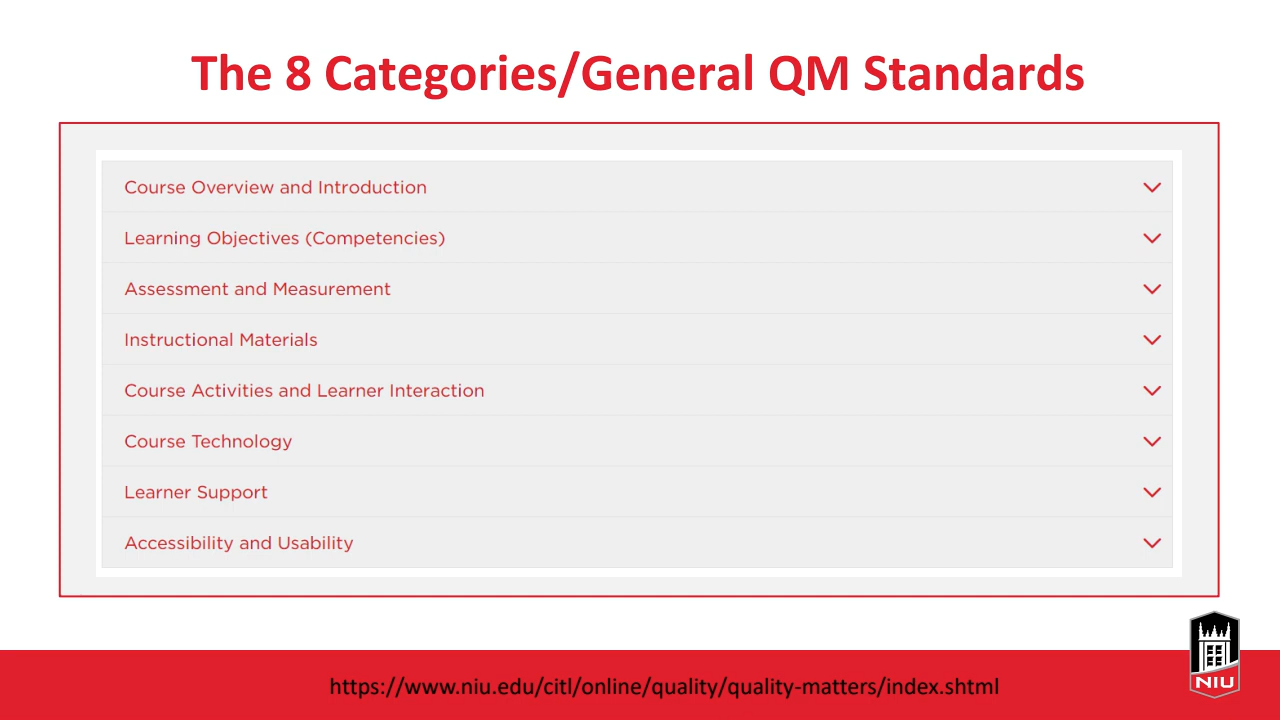 The 8 Categories/General QM Standards
Course Overview and Introduction
Learning Objectives (Competencies)
Assessment and Measurement
Instructional Materials
Course Activities and Learner Interaction
Course Technology
Learner Support
Accessibility and Usability
https://www.niu.edu/citl/online/quality/quality-matters/index.shtml
NIU